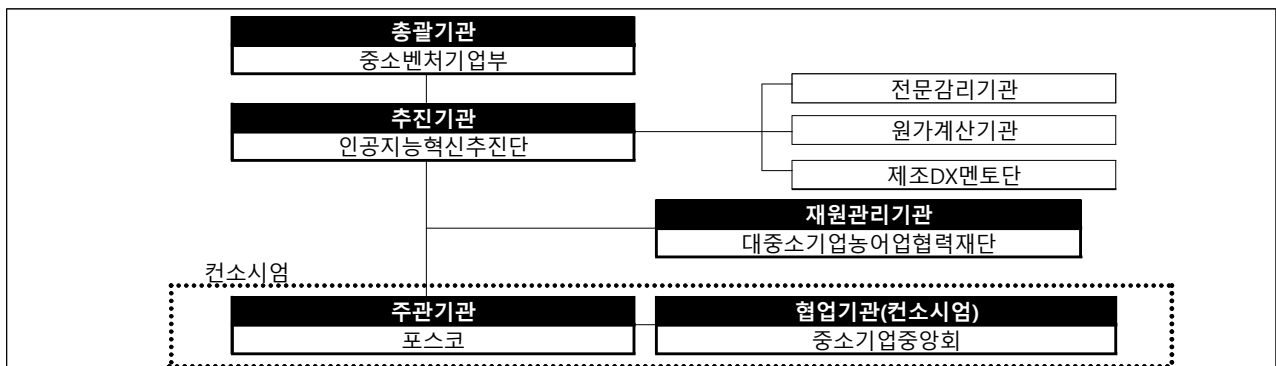 총괄기관
중소벤처기업부
전문감리기관
추진기관
원가계산기관
인공지능혁신추진단
제조DX멘토단
재원관리기관
대중소기업농어업협력재단
컨소시엄
주관기관
포스코
협업기관(컨소시엄)
중소기업중앙회